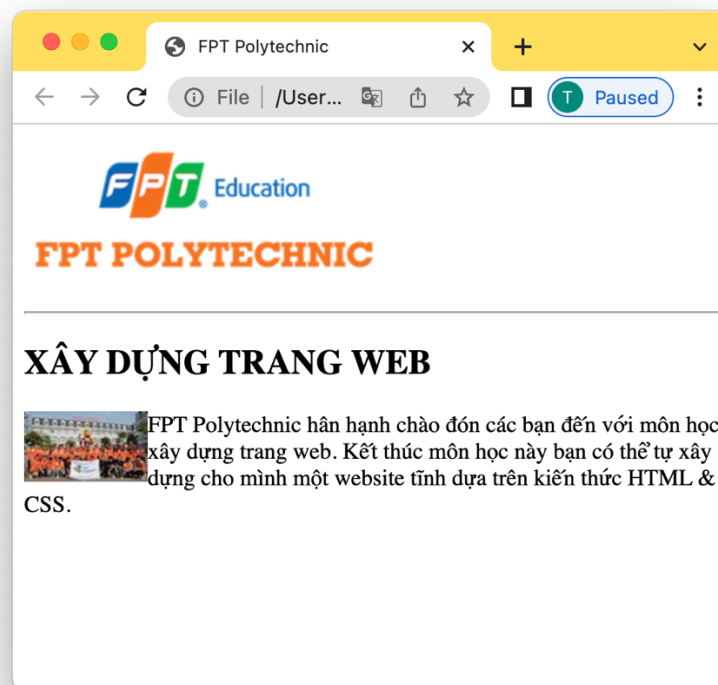 FPT Polytechnic
File
/User...
T
Paused
FPT Education
FPT POLYTECHNIC
XÂY DỰNG TRANG WEB
FPT Polytechnic hân hạnh chào đón các bạn đến với môn học
xây dựng trang web. Kết thúc môn học này bạn có thể tự xây
dựng cho mình một website tĩnh dựa trên kiến thức HTML &
CSS.